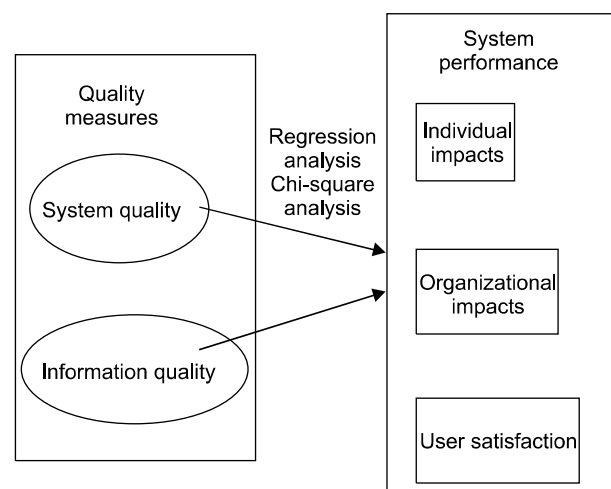 Quality
measures
System quality
Information quality
Regression
analysis
Chi-square
analysis
System
performance
Individual
impacts
Organizational
impacts
User satisfaction